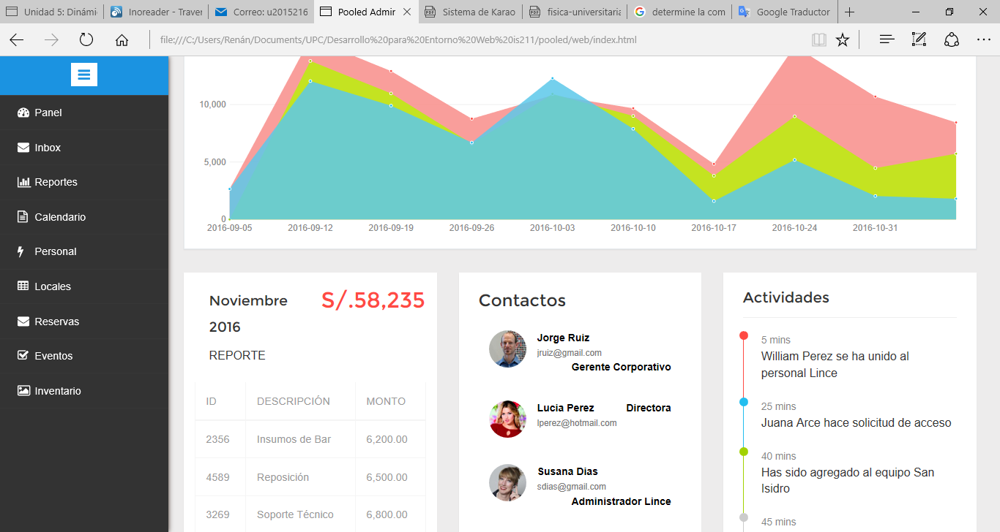 Unidad 5: Dinámi
Inoreader - Traver
Correo: u2015216
Pooled Admir
Sistema de Karao
fisica-universitaria
determine la com
Google Traductor
file:///C:/Users/Renán/Documents/UPC/Desarrollo%20para%20Entorno%20Web%20is211/pooled/web/index.html
Panel
Inbox
Reportes
Calendario
Personal
Locales
Reservas
Eventos
Inventario
10,000
5,000
0
2016-09-05 2016-09-12 2016-09-19 2016-09-26 2016-10-03 2016-10-10 2016-10-17 2016-10-24 2016-10-31
Noviembre 2016
S/.58,235
REPORTE
ID DESCRIPCIÓN MONTO
2356 Insumos de Bar 6,200.00
4589 Reposición 6,500.00
3269 Soporte Técnico 6,800.00
Contactos
Jorge Ruiz
jruiz@gmail.com
Gerente Corporativo
Lucia Perez Directora
lperez@hotmail.com
Susana Dias
sdias@gmail.com
Administrador Lince
Actividades
5 mins
William Perez se ha unido al
personal Lince
25 mins
Juana Arce hace solicitud de acceso
40 mins
Has sido agregado al equipo San
Isidro
45 mins